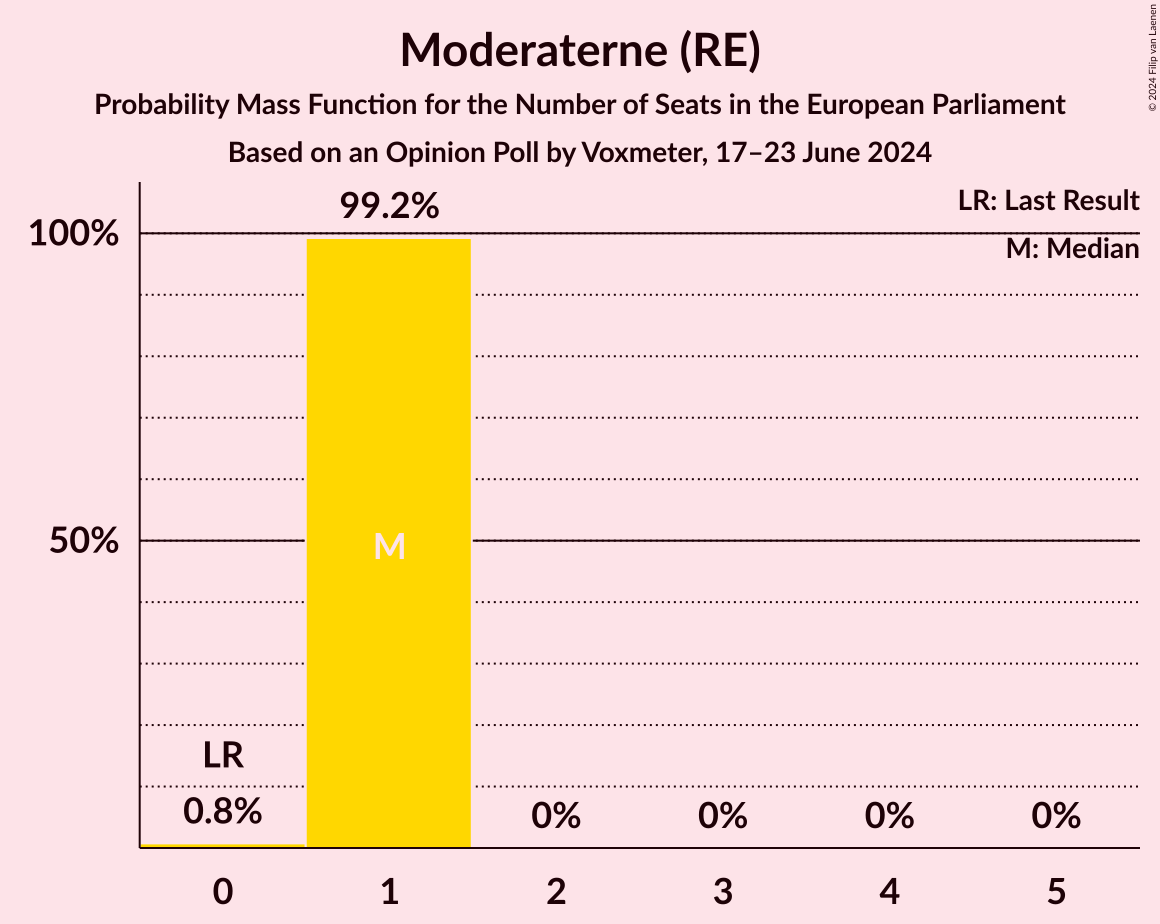 Moderaterne (RE)
Probability Mass Function for the Number of Seats in the European Parliament
Based on an Opinion Poll by Voxmeter, 17–23 June 2024
© 2024 Filip van Laenen
LR: Last Result
M: Median
99.2%
100%
50%
M
LR
0.8%
0%
0%
0%
0%
0
1
2
3
4
5